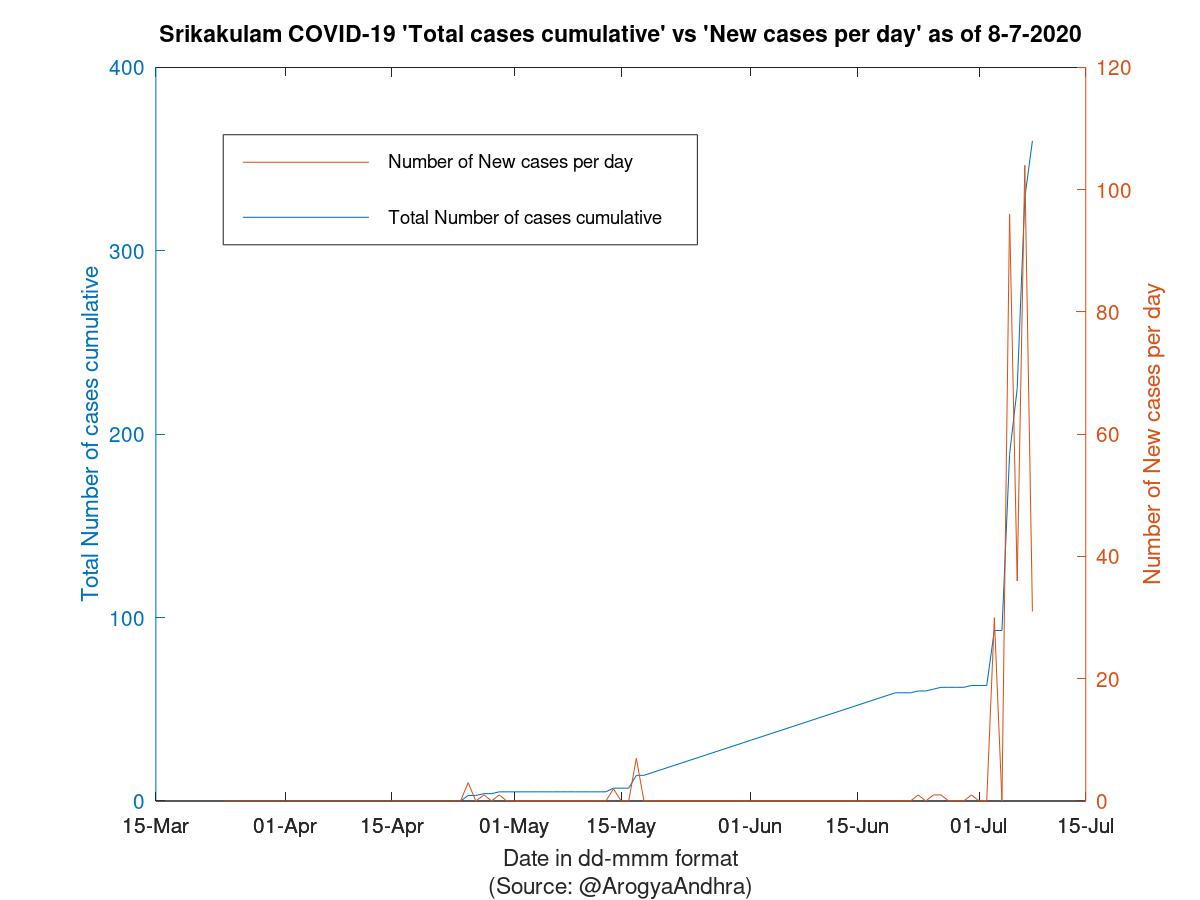 Srikakulam COVID-19 'Total cases cumulative' vs 'New cases per day' as of 8-7-2020
400
300
200
100
0
120
100
80
60
40
20
0
Total Number of cases cumulative
Number of New cases per day
Number of New cases per day
Total Number of cases cumulative
15-Mar 01-Apr 15-Apr 01-May 15-May 01-Jun 15-Jun 01-Jul 15-Jul
Date in dd-mmm format
(Source: @ArogyaAndhra)